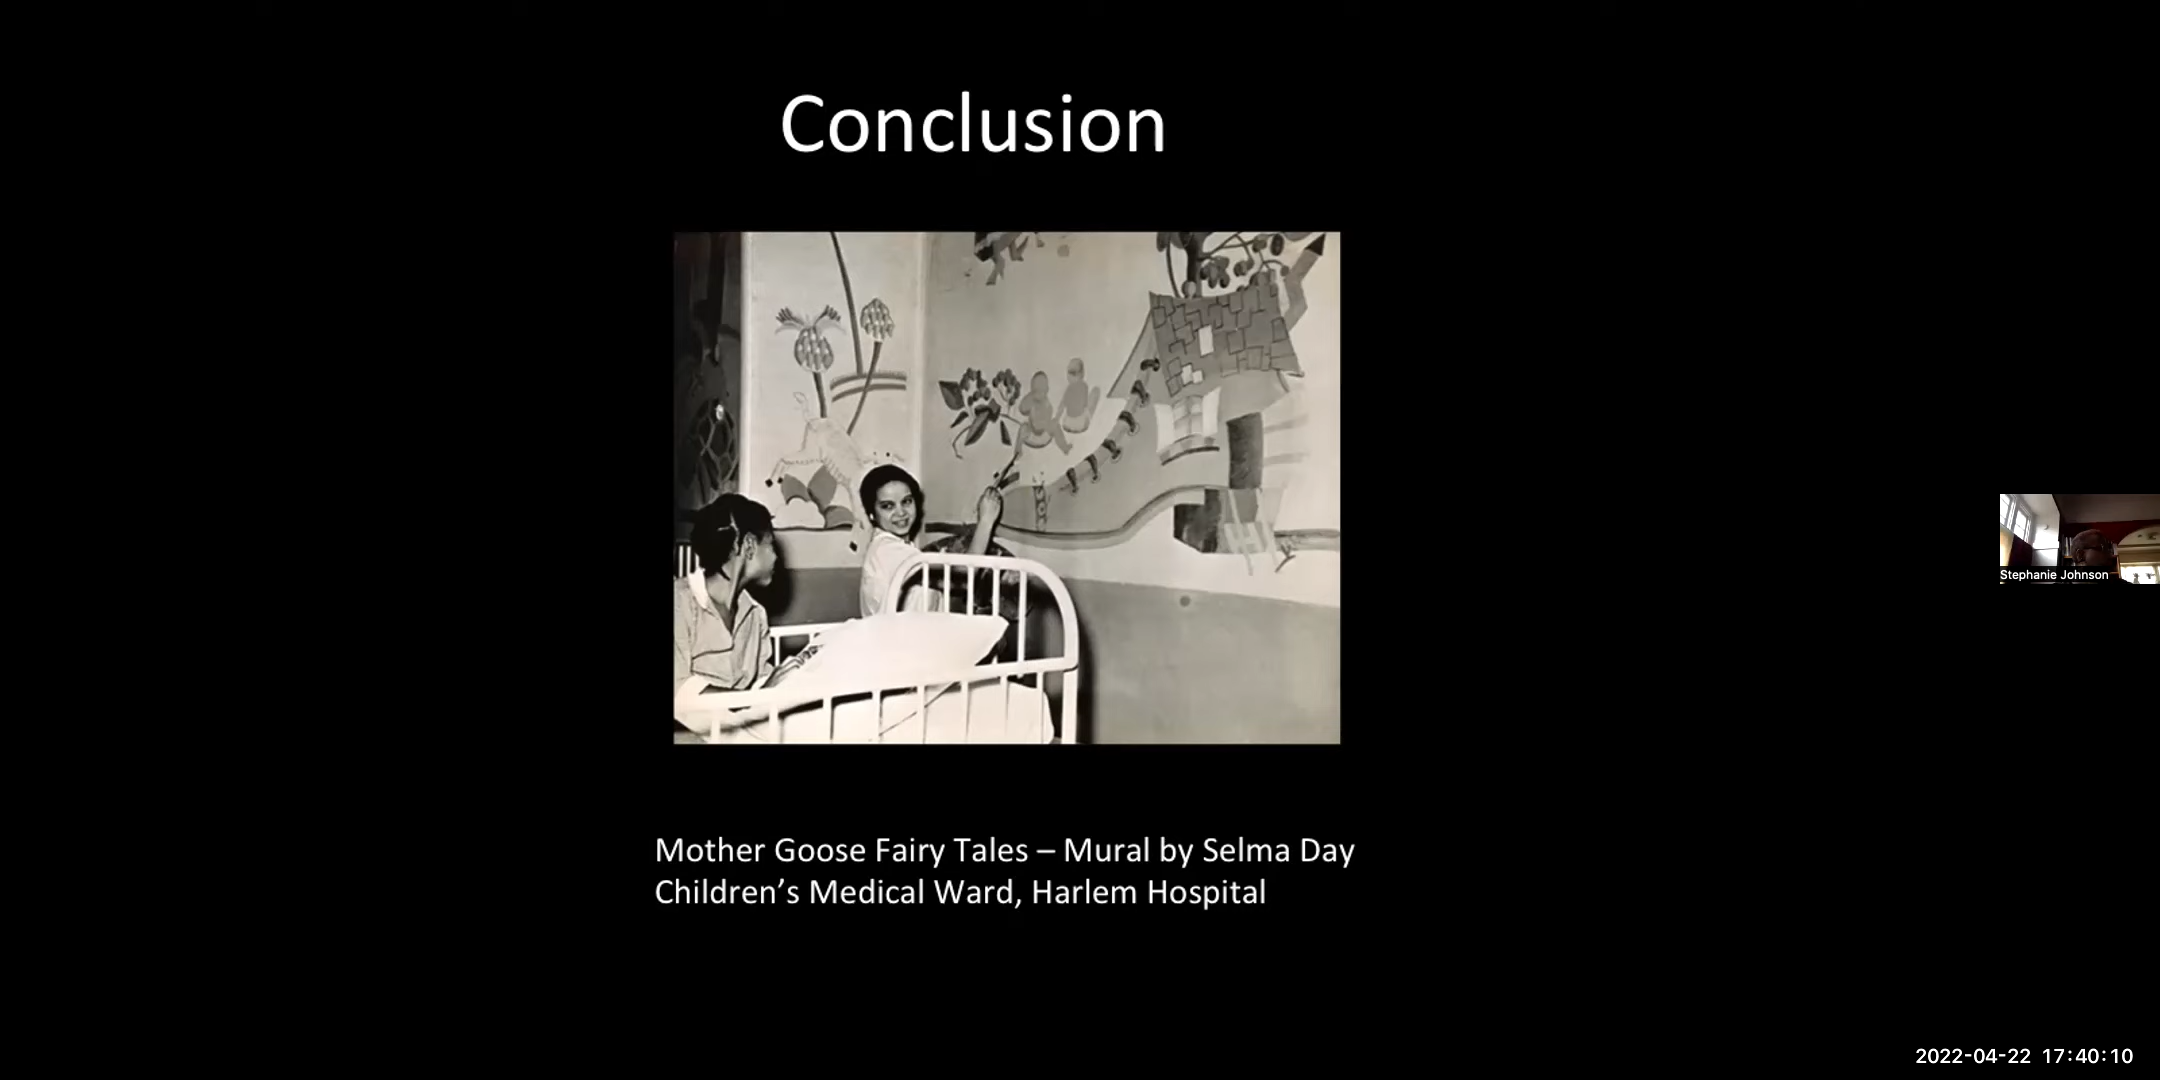 Conclusion
Mother Goose Fairy Tales – Mural by Selma Day
Children’s Medical Ward, Harlem Hospital
Stephanie Johnson
2022-04-22 17:40:10